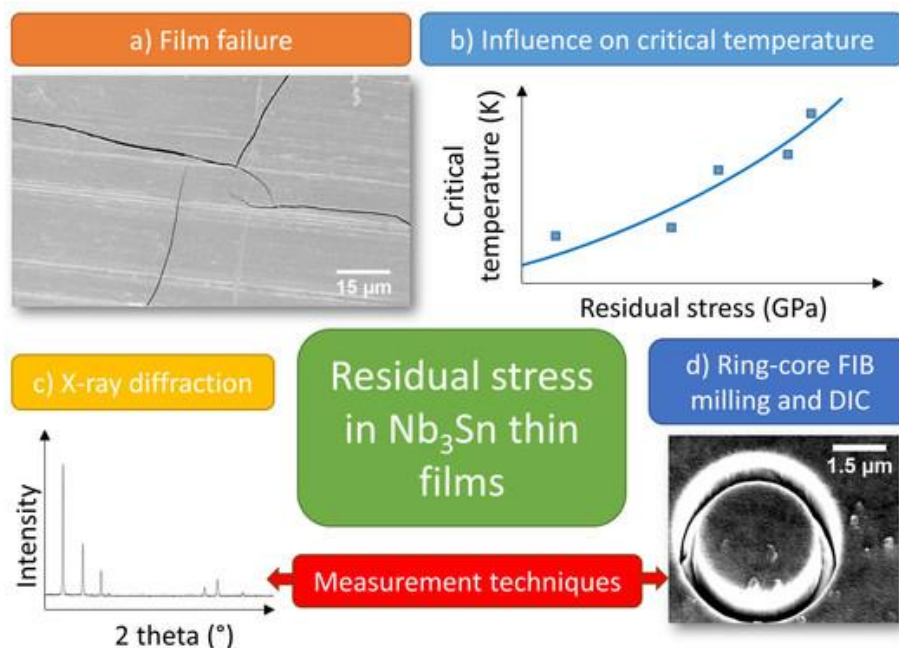 a) Film failure
15 µm
b) Influence on critical temperature
Critical
temperature (K)
Residual stress (GPa)
c) X-ray diffraction
Intensity
2 theta (°)
Residual stress
in Nb₃Sn thin
films
d) Ring-core FIB
milling and DIC
1.5 µm
Measurement techniques